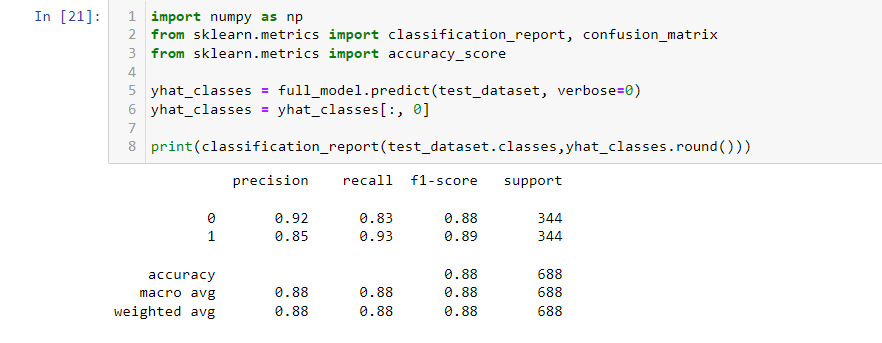 In [21]:
1 import numpy as np
2 from sklearn.metrics import classification_report, confusion_matrix
3 from sklearn.metrics import accuracy_score
4
5 yhat_classes = full_model.predict(test_dataset, verbose=0)
6 yhat_classes = yhat_classes[:, 0]
7
8 print(classification_report(test_dataset.classes,yhat_classes.round()))
precision recall f1-score support
0 0.92 0.83 0.88 344
1 0.85 0.93 0.89 344
accuracy 0.88 688
macro avg 0.88 0.88 0.88 688
weighted avg 0.88 0.88 0.88 688